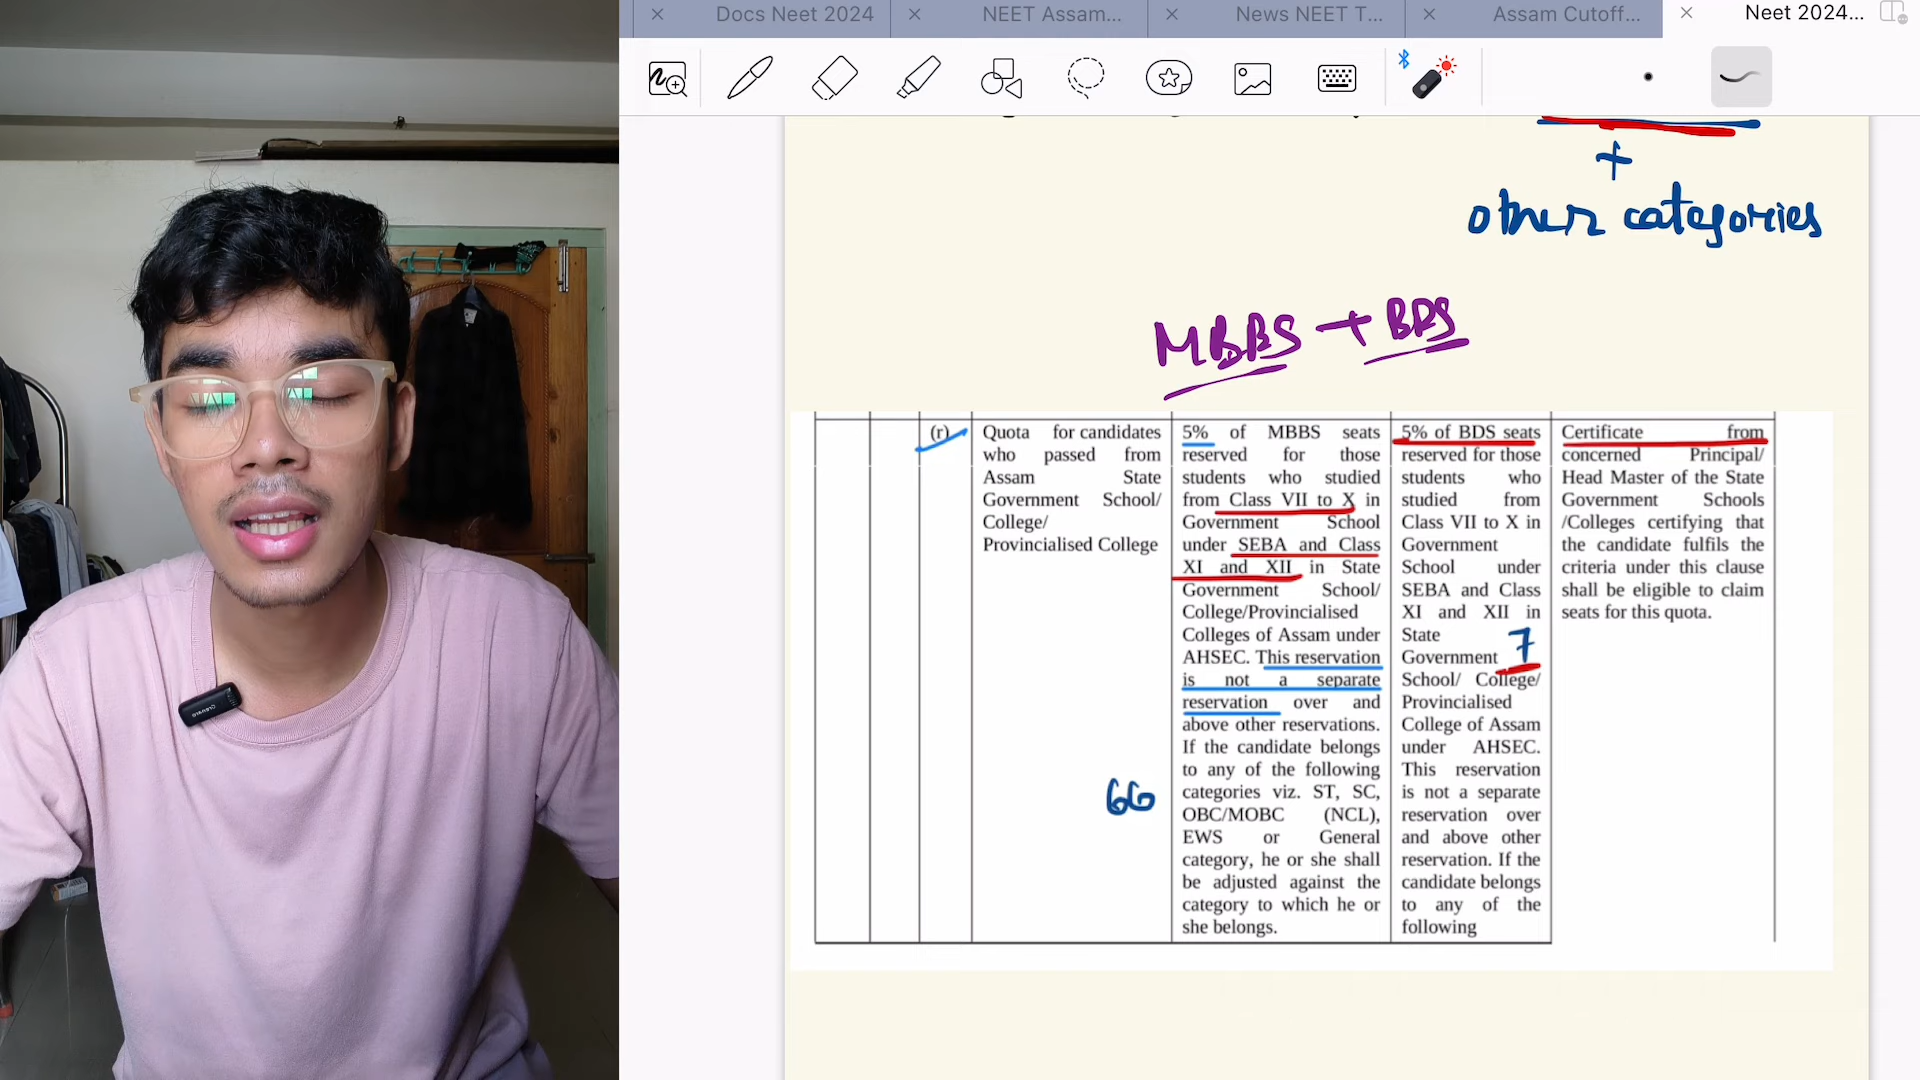 Docs Neet 2024
NEET Assam...
News NEET T...
Assam Cutoff...
Neet 2024...
+
other categories
MBBS + BDS
(r)
Quota for candidates
who passed from
Assam State
Government School/
College/
Provincialised College
5% of MBBS seats
reserved for those
students who studied
from Class VII to X in
Government School
under SEBA and Class
XI and XII in State
Government School/
College/Provincialised
Colleges of Assam under
AHSEC. This reservation
is not a separate
reservation over and
above other reservations.
If the candidate belongs
to any of the following
categories viz. ST, SC,
OBC/MOBC (NCL),
EWS or General
category, he or she shall
be adjusted against the
category to which he or
she belongs.
66
5% of BDS seats
reserved for those
students who
studied from
Class VII to X in
Government
School under
SEBA and Class
XI and XII in
State
Government
School/ College/
Provincialised
College of Assam
under AHSEC.
This reservation
is not a separate
reservation over
and above other
reservation. If the
candidate belongs
to any of the
following
7
Certificate from
concerned Principal/
Head Master of the State
Government Schools
/Colleges certifying that
the candidate fulfils the
criteria under this clause
shall be eligible to claim
seats for this quota.